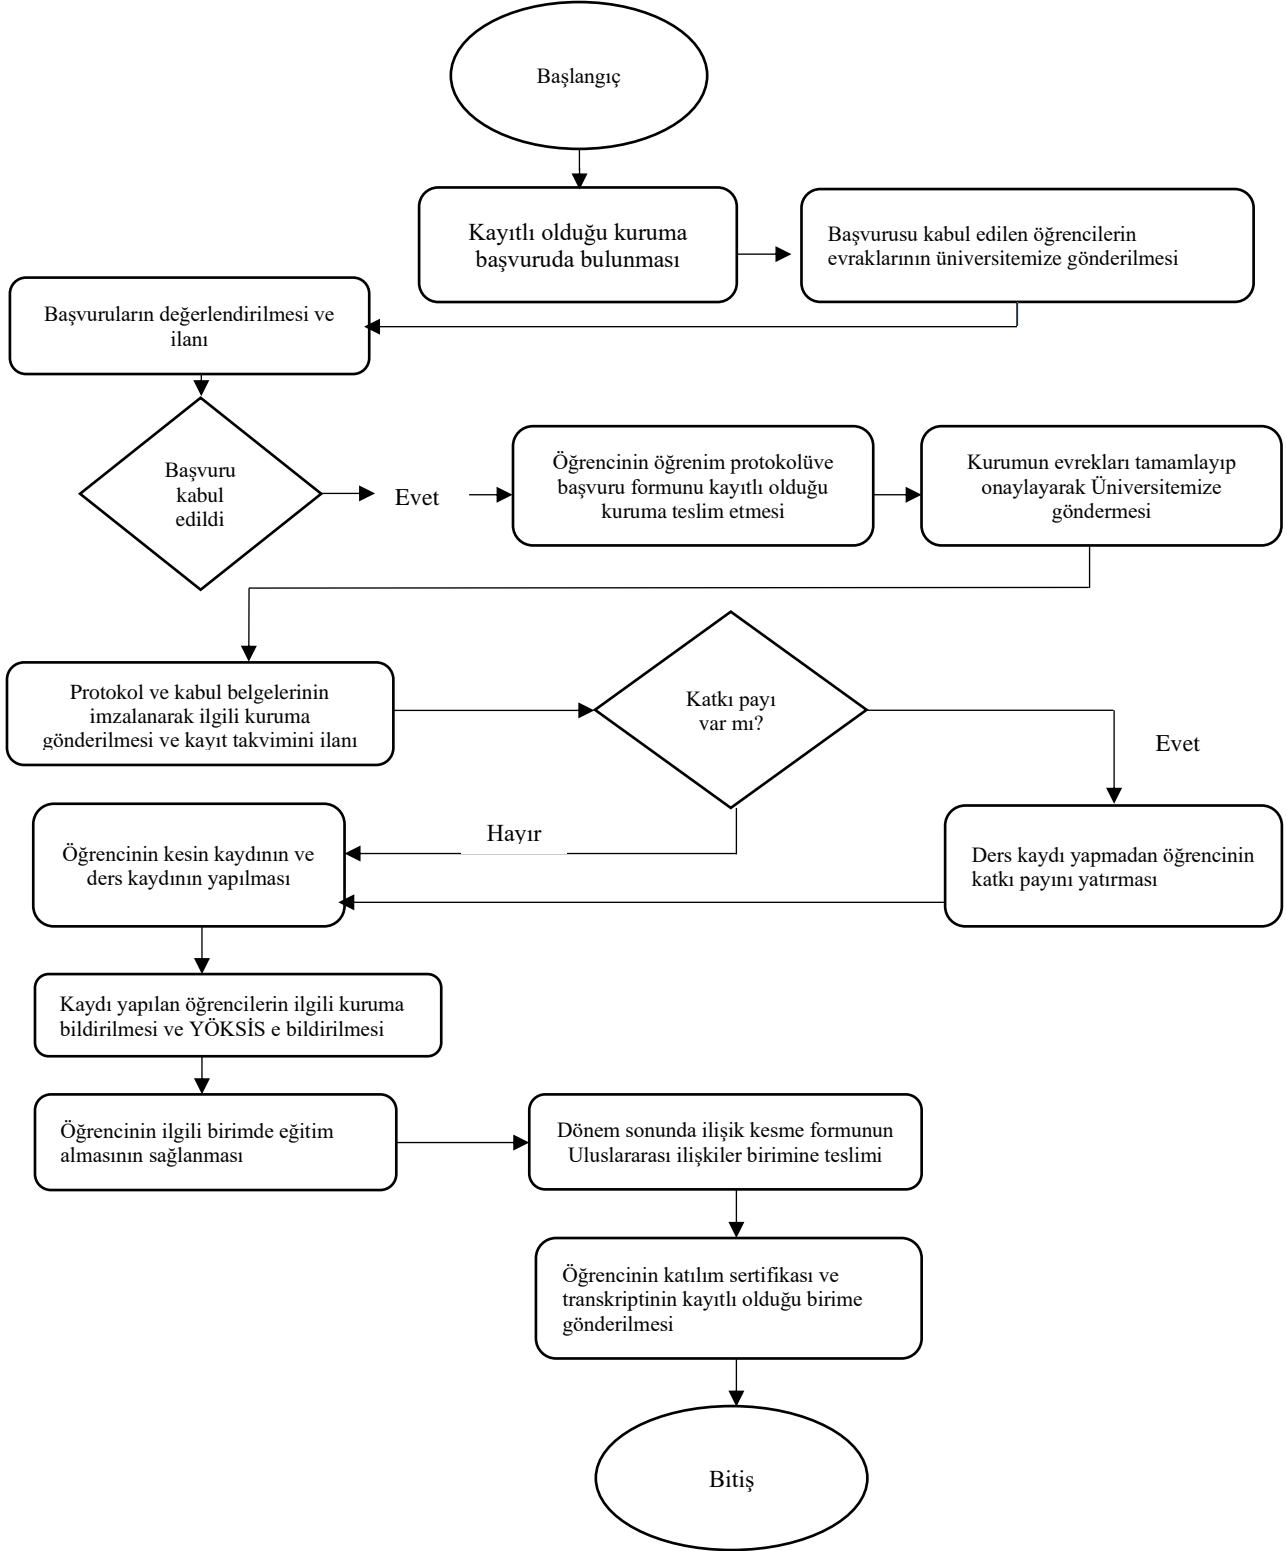 Başlangıç
Kayıtlı olduğu kuruma
başvuruda bulunması
Başvurusu kabul edilen öğrencilerin
evraklarının üniversitemize gönderilmesi
Başvuruların değerlendirilmesi ve
ilanı
Başvuru
kabul
edildi
Evet
Öğrencinin öğrenim protokolüve
başvuru formunu kayıtlı olduğu
kuruma teslim etmesi
Kurumun evrekları tamamlayıp
onaylayarak Üniversitemize
göndermesi
Protokol ve kabul belgelerinin
imzalanarak ilgili kuruma
gönderilmesi ve kayıt takvimini ilanı
Katkı payı
var mı?
Evet
Hayır
Öğrencinin kesin kaydının ve
ders kaydının yapılması
Ders kaydı yapmadan öğrencinin
katkı payını yatırması
Kaydı yapılan öğrencilerin ilgili kuruma
bildirilmesi ve YÖKSİS e bildirilmesi
Öğrencinin ilgili birimde eğitim
almasının sağlanması
Dönem sonunda ilişik kesme formunun
Uluslararası ilişkiler birimine teslimi
Öğrencinin katılım sertifikası ve
transkriptinin kayıtlı olduğu birime
gönderilmesi
Bitiş